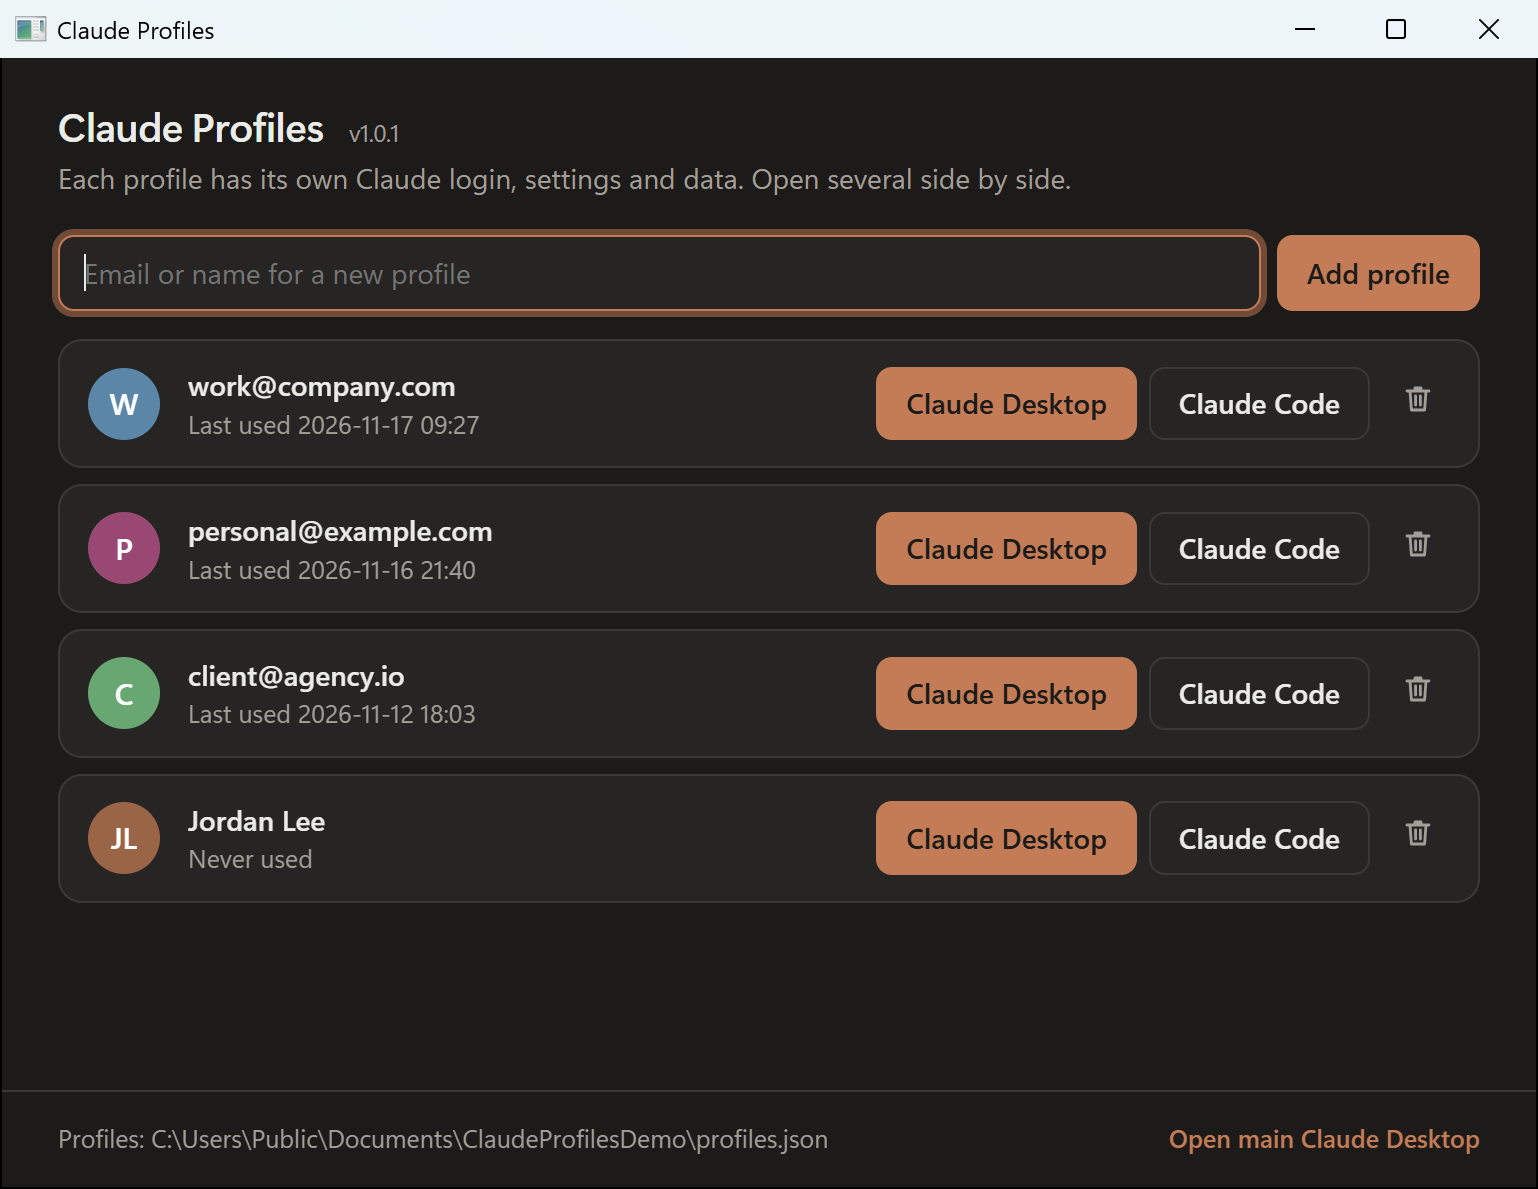 Claude Profiles
Claude Profiles v1.0.1
Each profile has its own Claude login, settings and data. Open several side by side.
Email or name for a new profile
Add profile
W
work@company.com
Last used 2026-11-17 09:27
Claude Desktop
Claude Code
P
personal@example.com
Last used 2026-11-16 21:40
Claude Desktop
Claude Code
C
client@agency.io
Last used 2026-11-12 18:03
Claude Desktop
Claude Code
JL
Jordan Lee
Never used
Claude Desktop
Claude Code
Profiles: C:\Users\Public\Documents\ClaudeProfilesDemo\profiles.json
Open main Claude Desktop